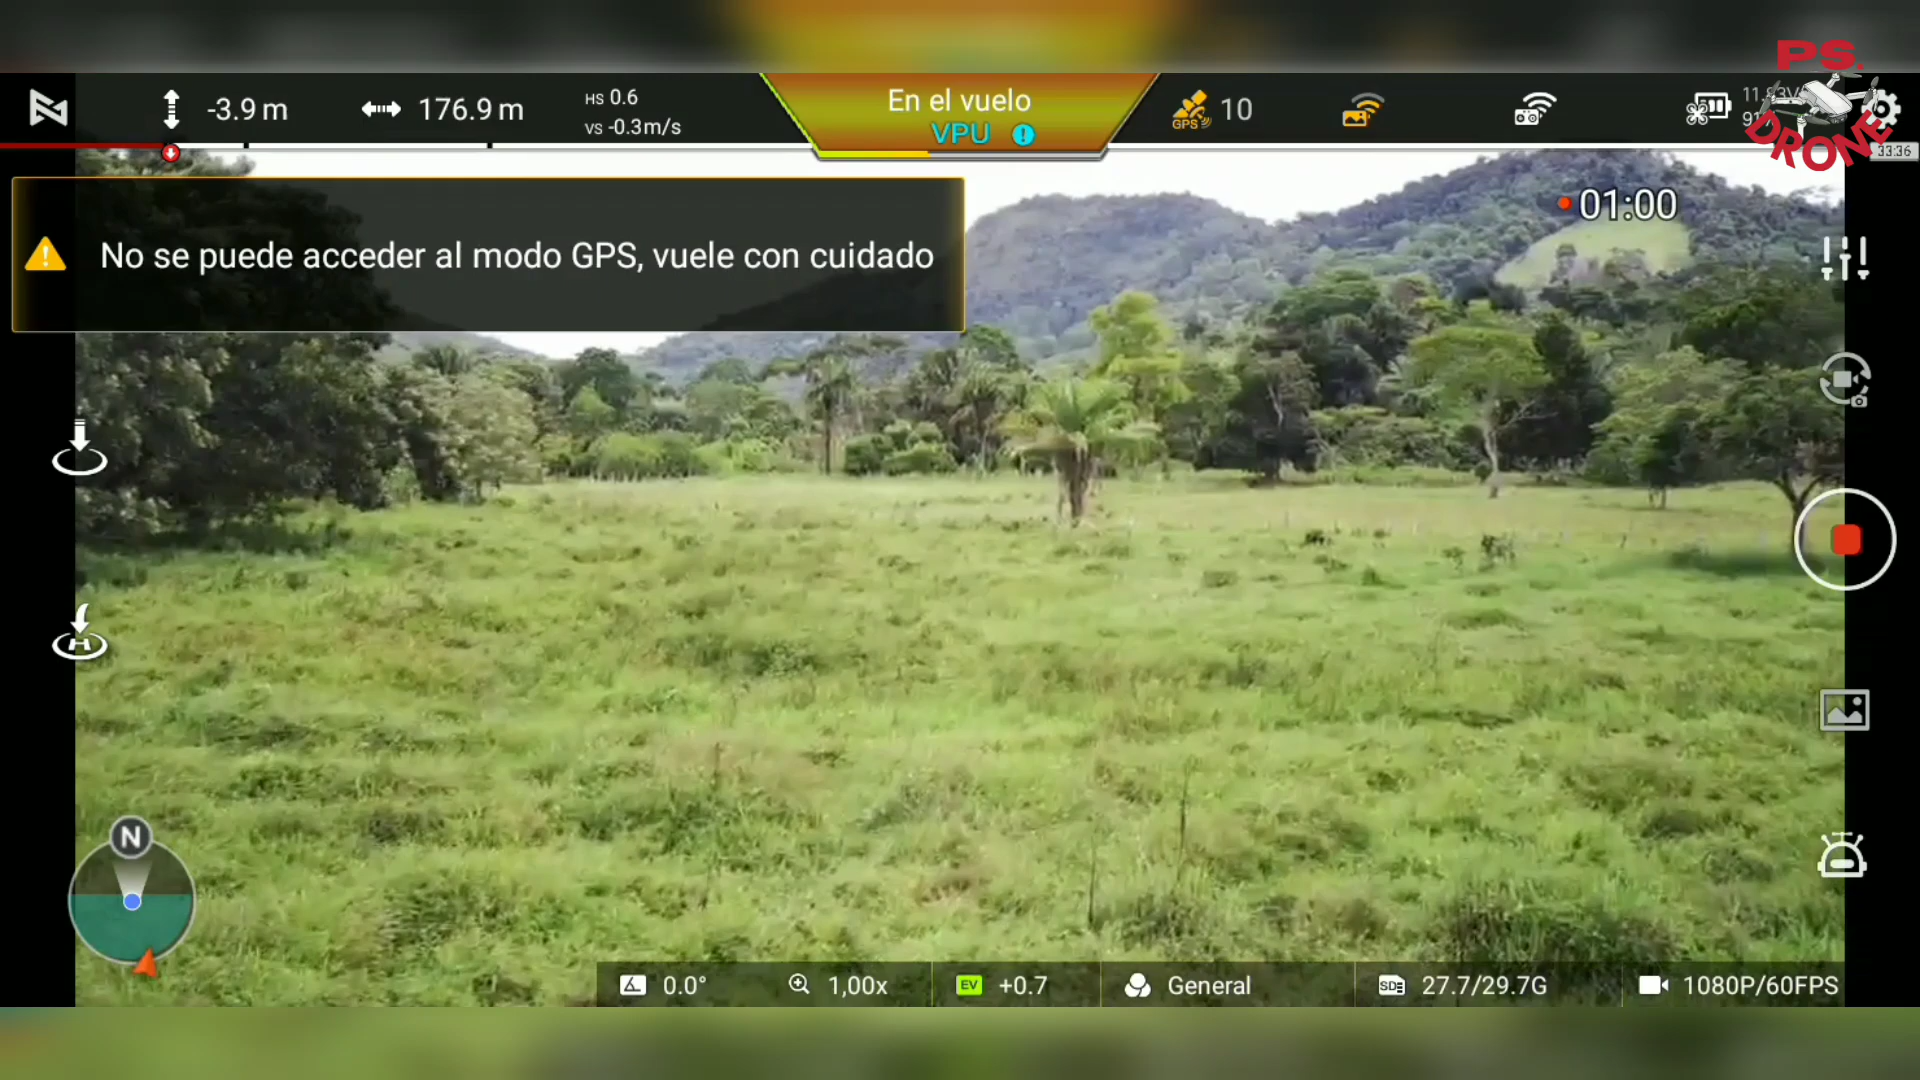 -3.9 m
176.9 m
HS 0.6
VS -0.3m/s
En el vuelo
VPU
GPS 10
PS.
DRONE
33:36
No se puede acceder al modo GPS, vuele con cuidado
01:00
N
H
0.0°
1,00x
EV +0.7
General
SD 27.7/29.7G
1080P/60FPS